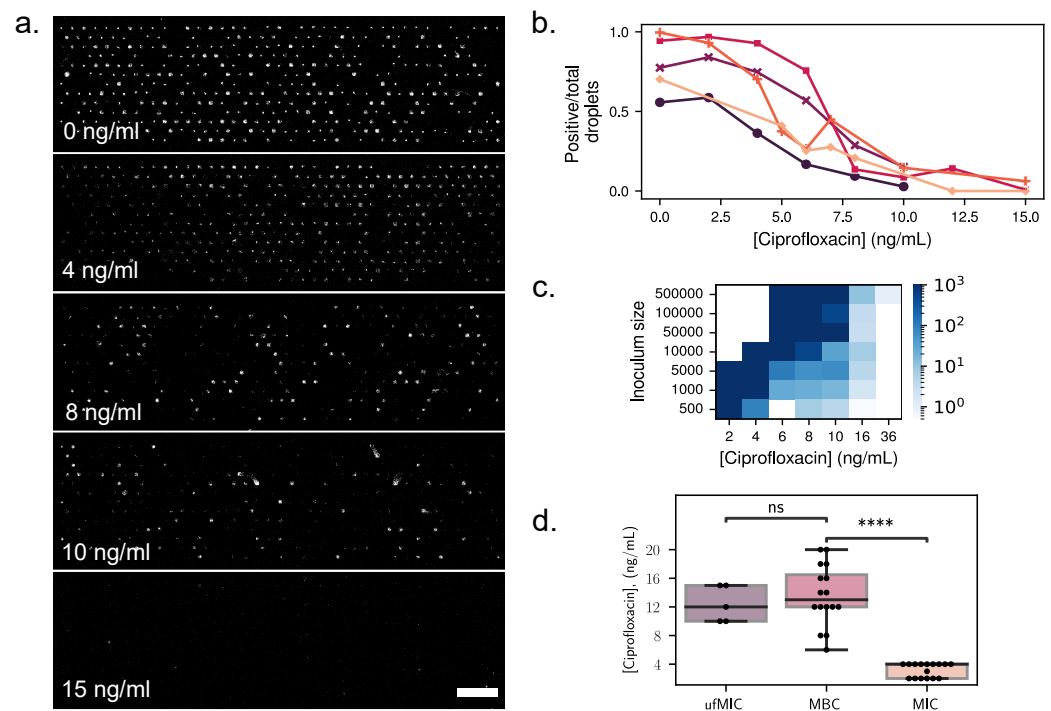 a.
0 ng/ml
4 ng/ml
8 ng/ml
10 ng/ml
15 ng/ml
b.
Positive/total
droplets
1.0
0.5
0.0
0.0 2.5 5.0 7.5 10.0 12.5 15.0
[Ciprofloxacin] (ng/mL)
c.
Inoculum size
500000
100000
50000
10000
5000
1000
500
2 4 6 8 10 16 36
[Ciprofloxacin] (ng/mL)
10³
10²
10¹
10⁰
d.
ns
****
[Ciprofloxacin], (ng/mL)
20
16
12
8
4
ufMIC MBC MIC